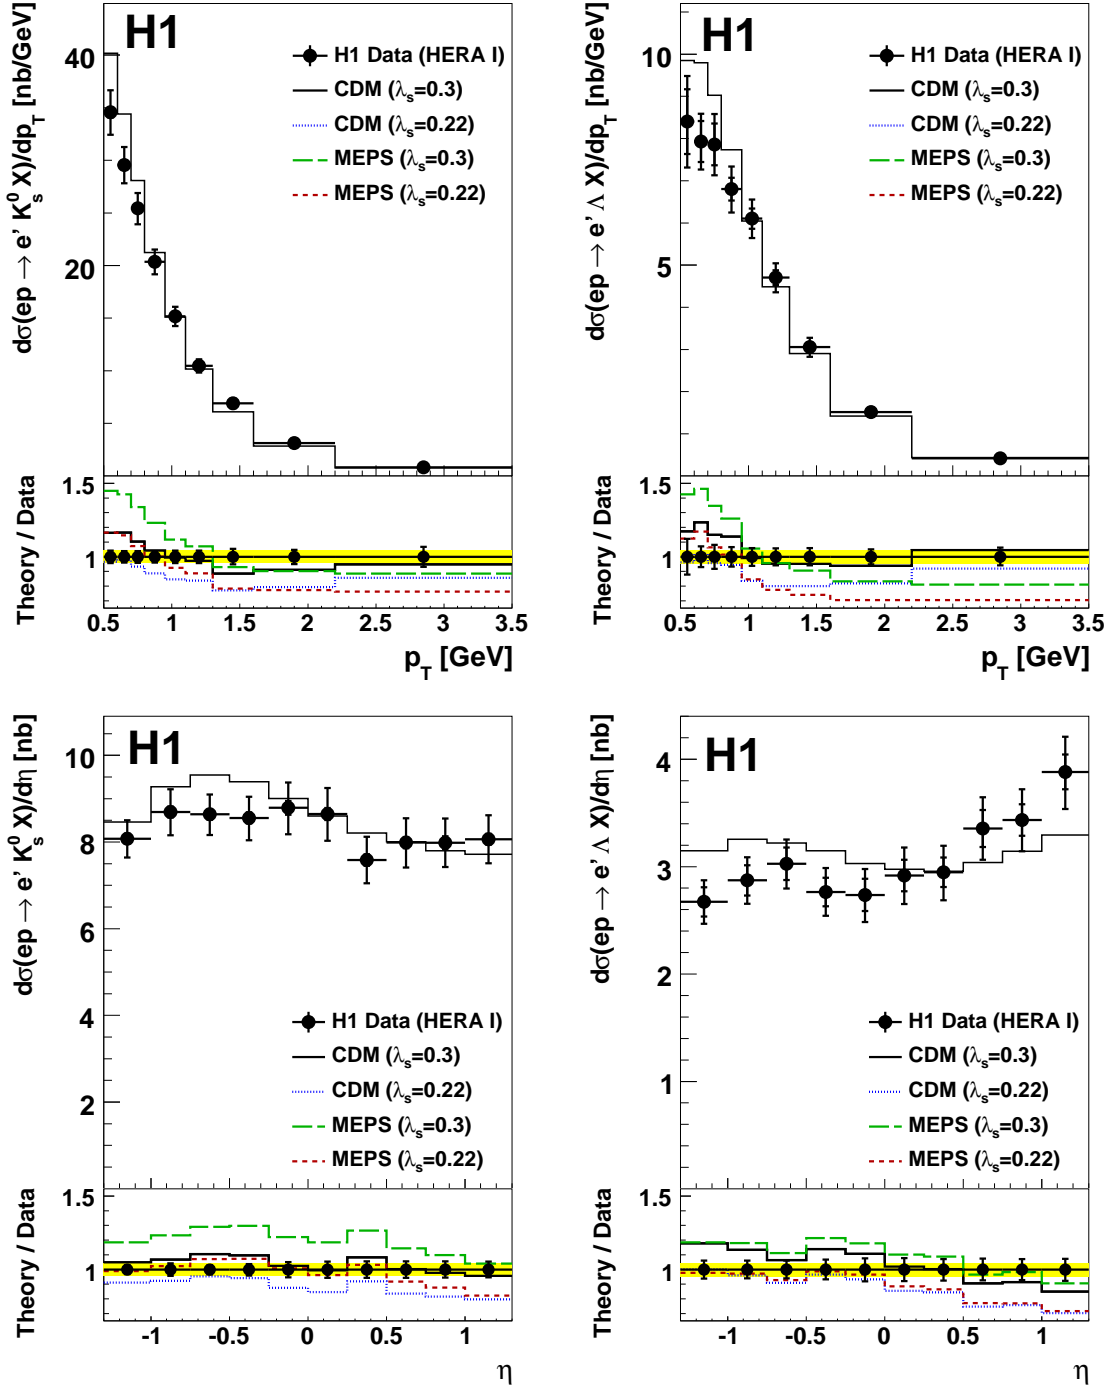 H1
dσ(ep → e' K⁰ₛ X)/dp_T [nb/GeV]
40
20
H1 Data (HERA I)
CDM (λₛ=0.3)
CDM (λₛ=0.22)
MEPS (λₛ=0.3)
MEPS (λₛ=0.22)
Theory / Data
1.5
1
0.5 1 1.5 2 2.5 3 3.5
p_T [GeV]
H1
dσ(ep → e' Λ X)/dp_T [nb/GeV]
10
5
H1 Data (HERA I)
CDM (λₛ=0.3)
CDM (λₛ=0.22)
MEPS (λₛ=0.3)
MEPS (λₛ=0.22)
Theory / Data
1.5
1
0.5 1 1.5 2 2.5 3 3.5
p_T [GeV]
H1
dσ(ep → e' K⁰ₛ X)/dη [nb]
10
8
6
4
2
H1 Data (HERA I)
CDM (λₛ=0.3)
CDM (λₛ=0.22)
MEPS (λₛ=0.3)
MEPS (λₛ=0.22)
Theory / Data
1.5
1
-1 -0.5 0 0.5 1
η
H1
dσ(ep → e' Λ X)/dη [nb]
4
3
2
1
H1 Data (HERA I)
CDM (λₛ=0.3)
CDM (λₛ=0.22)
MEPS (λₛ=0.3)
MEPS (λₛ=0.22)
Theory / Data
1.5
1
-1 -0.5 0 0.5 1
η